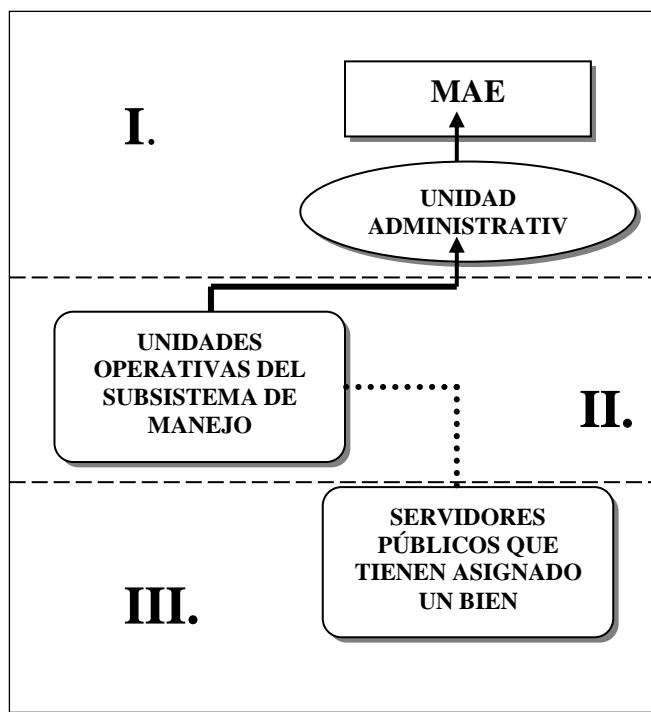 MAE
I.
UNIDAD
ADMINISTRATIV
UNIDADES
OPERATIVAS DEL
SUBSISTEMA DE
MANEJO
II.
SERVIDORES
PÚBLICOS QUE
TIENEN ASIGNADO
UN BIEN
III.